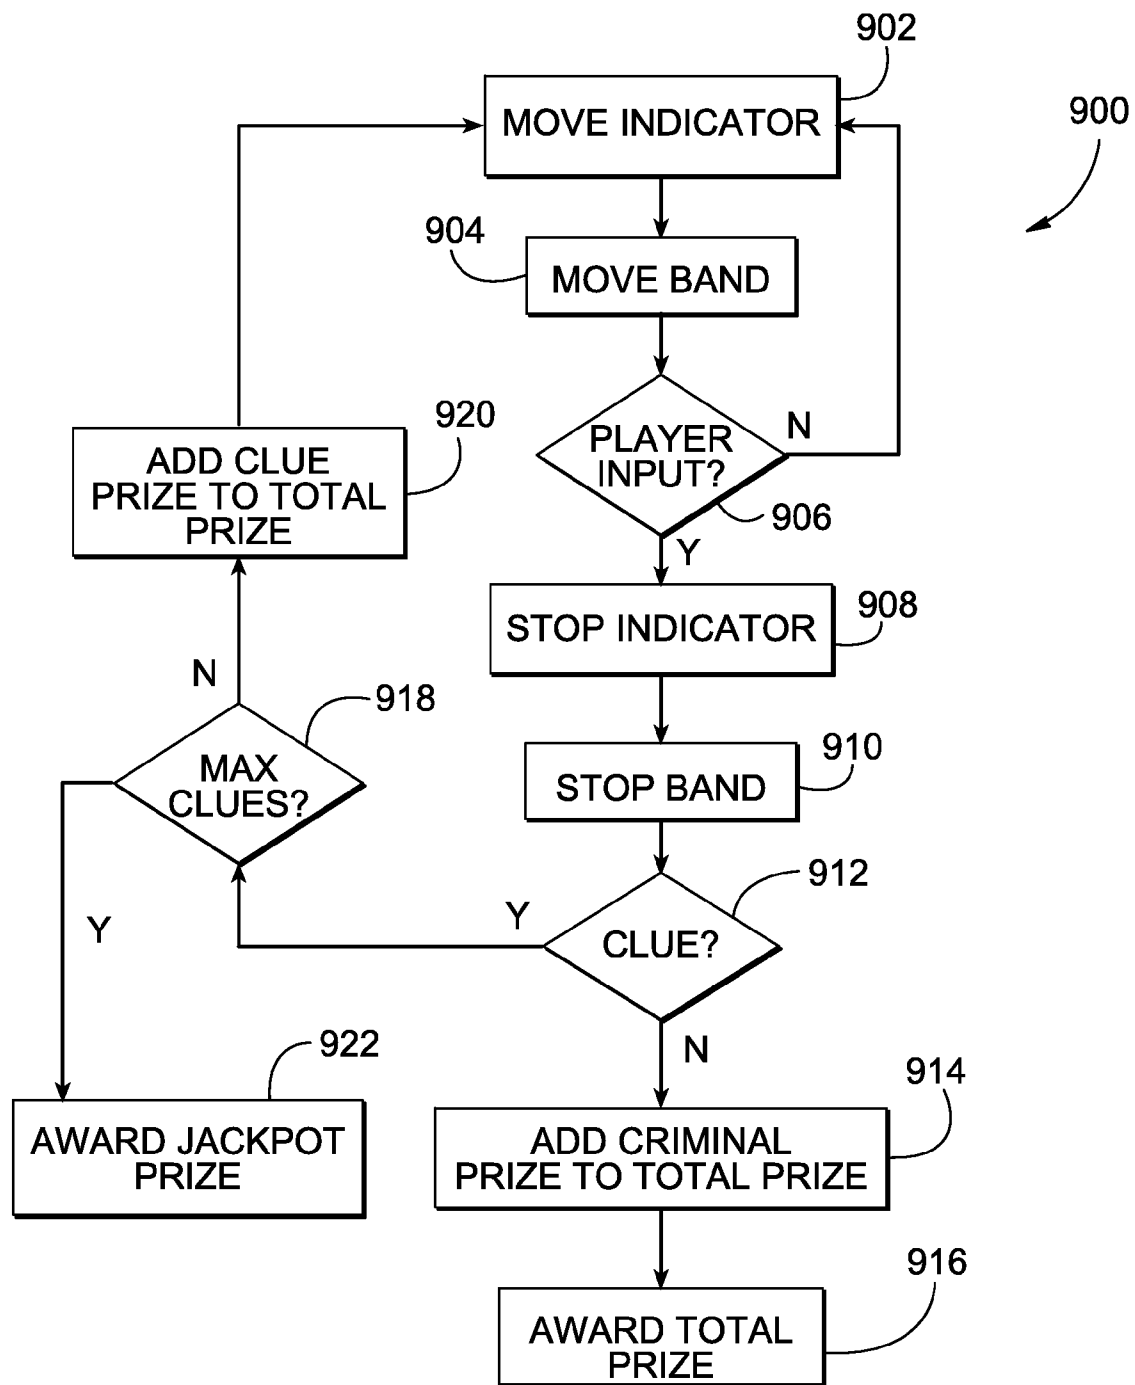 902
MOVE INDICATOR
900
904
MOVE BAND
920
PLAYER
INPUT?
N
ADD CLUE
PRIZE TO TOTAL
PRIZE
906
Y
STOP INDICATOR
908
N
918
MAX
CLUES?
910
STOP BAND
912
Y
Y
CLUE?
N
922
914
AWARD JACKPOT
PRIZE
ADD CRIMINAL
PRIZE TO TOTAL PRIZE
916
AWARD TOTAL
PRIZE